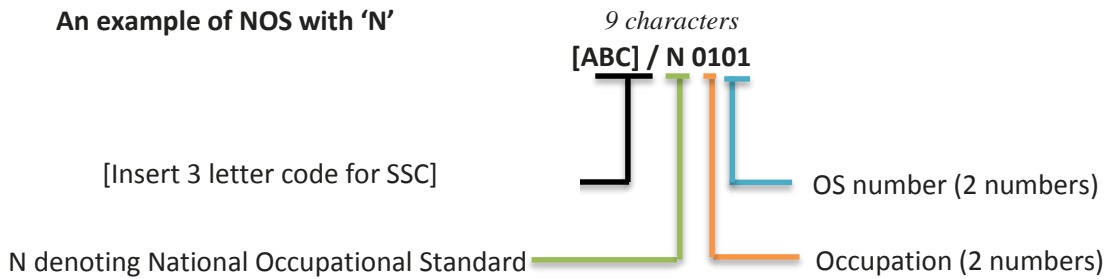 An example of NOS with ‘N’
9 characters
[ABC] / N 0101
[Insert 3 letter code for SSC]
OS number (2 numbers)
N denoting National Occupational Standard
Occupation (2 numbers)